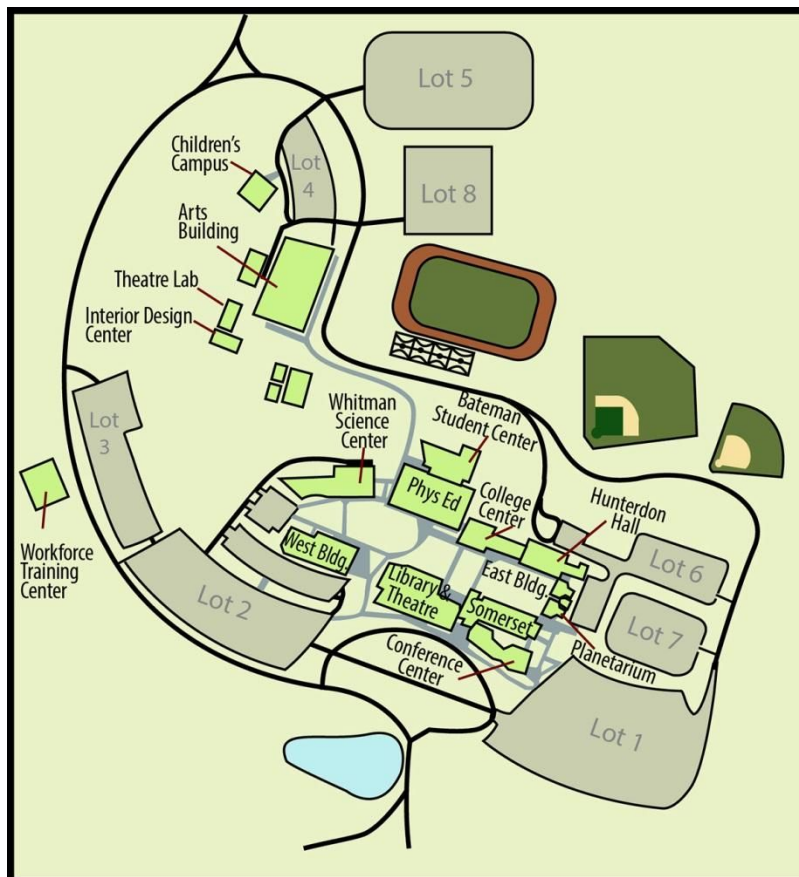 Lot 5
Children's
Campus
Lot
4
Lot 8
Arts
Building
Theatre Lab
Interior Design
Center
Lot
3
Whitman
Science
Center
Bateman
Student Center
Phys Ed
College
Center
Hunterdon
Hall
Workforce
Training
Center
West Bldg.
Lot 2
Library &
Theatre
East Bldg.
Somerset
Lot 6
Lot 7
Planetarium
Conference
Center
Lot 1